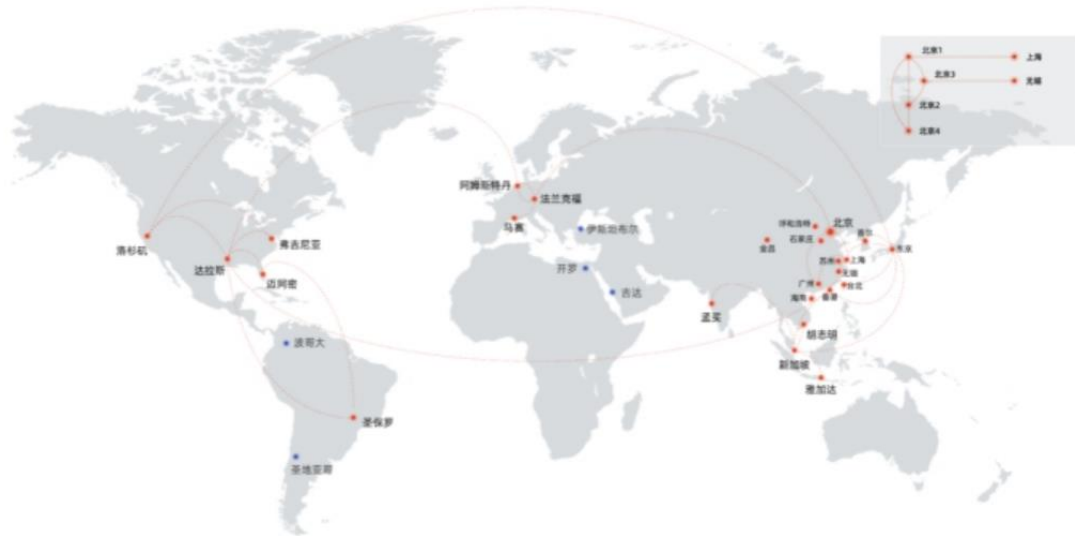 北京1
上海
北京3
无锡
北京2
北京4
阿姆斯特丹
法兰克福
马赛
伊斯坦布尔
开罗
吉达
洛杉矶
达拉斯
弗吉尼亚
迈阿密
波哥大
圣保罗
圣地亚哥
呼和浩特
北京
石家庄
首尔
东京
金昌
苏州
上海
无锡
广州
台北
海南
香港
孟买
胡志明
新加坡
雅加达